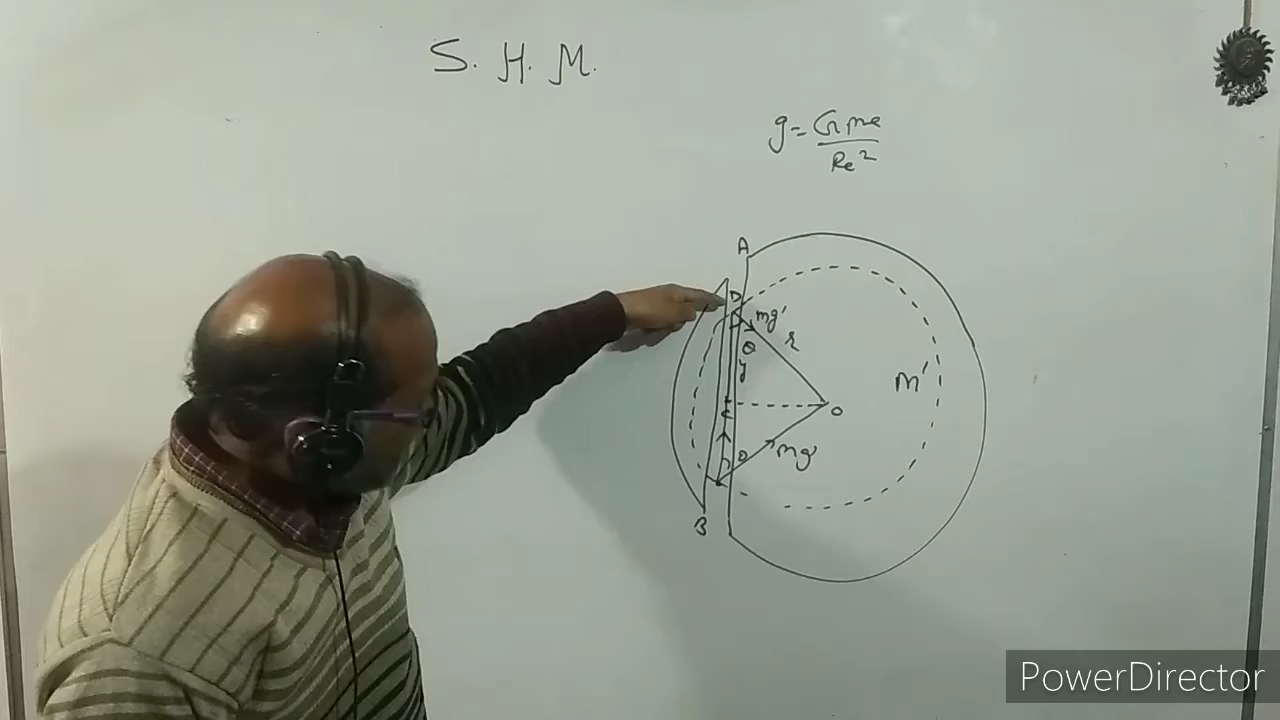 S. H. M.
g = GMe
Re²
A
D
mg'
θ
r
y
M'
C
O
θ
mg'
B
PowerDirector